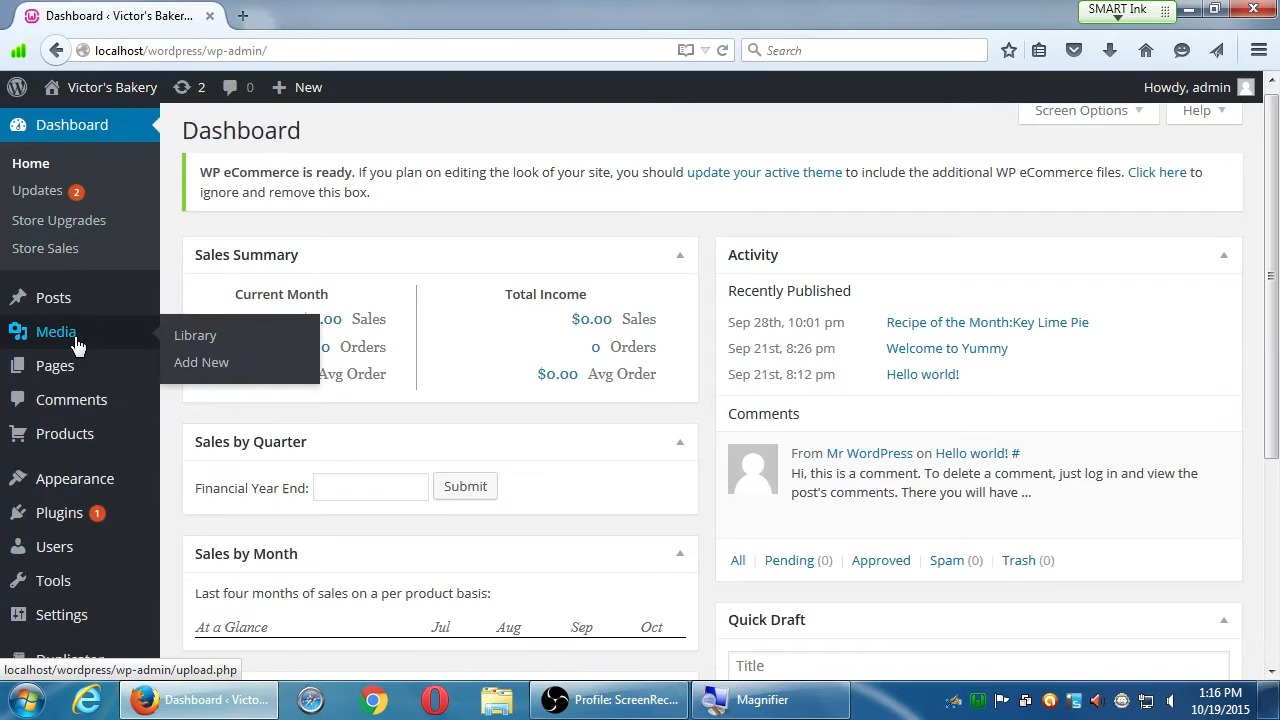 Dashboard ‹ Victor's Bakery...
SMART Ink
localhost/wordpress/wp-admin/
Search
Victor's Bakery
2
0
New
Howdy, admin
Dashboard
Home
Updates 2
Store Upgrades
Store Sales
Posts
Media
Library
Add New
Pages
Comments
Products
Appearance
Plugins 1
Users
Tools
Settings
Screen Options
Help
Dashboard
WP eCommerce is ready. If you plan on editing the look of your site, you should update your active theme to include the additional WP eCommerce files. Click here to
ignore and remove this box.
Sales Summary
Current Month
Total Income
.00 Sales
$0.00 Sales
0 Orders
0 Orders
Avg Order
$0.00 Avg Order
Sales by Quarter
Financial Year End:
Submit
Sales by Month
Last four months of sales on a per product basis:
At a Glance Jul Aug Sep Oct
Activity
Recently Published
Sep 28th, 10:01 pm Recipe of the Month:Key Lime Pie
Sep 21st, 8:26 pm Welcome to Yummy
Sep 21st, 8:12 pm Hello world!
Comments
From Mr WordPress on Hello world! #
Hi, this is a comment. To delete a comment, just log in and view the
post's comments. There you will have ...
All Pending (0) Approved Spam (0) Trash (0)
Quick Draft
Title
localhost/wordpress/wp-admin/upload.php
Dashboard ‹ Victo...
Profile: ScreenRec...
Magnifier
1:16 PM
10/19/2015